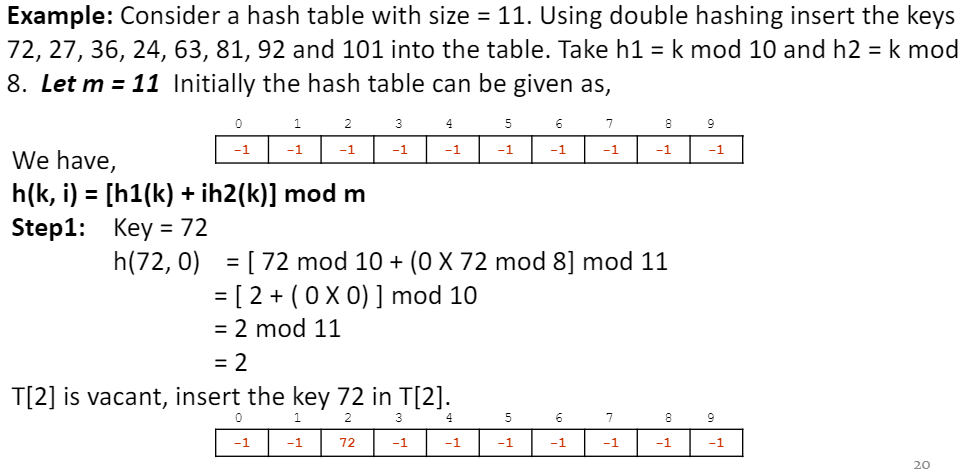 Example: Consider a hash table with size = 11. Using double hashing insert the keys
72, 27, 36, 24, 63, 81, 92 and 101 into the table. Take h1 = k mod 10 and h2 = k mod
8. Let m = 11 Initially the hash table can be given as,
0 1 2 3 4 5 6 7 8 9
-1 -1 -1 -1 -1 -1 -1 -1 -1 -1
We have,
h(k, i) = [h1(k) + ih2(k)] mod m
Step1: Key = 72
h(72, 0) = [ 72 mod 10 + (0 X 72 mod 8] mod 11
= [ 2 + ( 0 X 0) ] mod 10
= 2 mod 11
= 2
T[2] is vacant, insert the key 72 in T[2].
0 1 2 3 4 5 6 7 8 9
-1 -1 72 -1 -1 -1 -1 -1 -1 -1
20